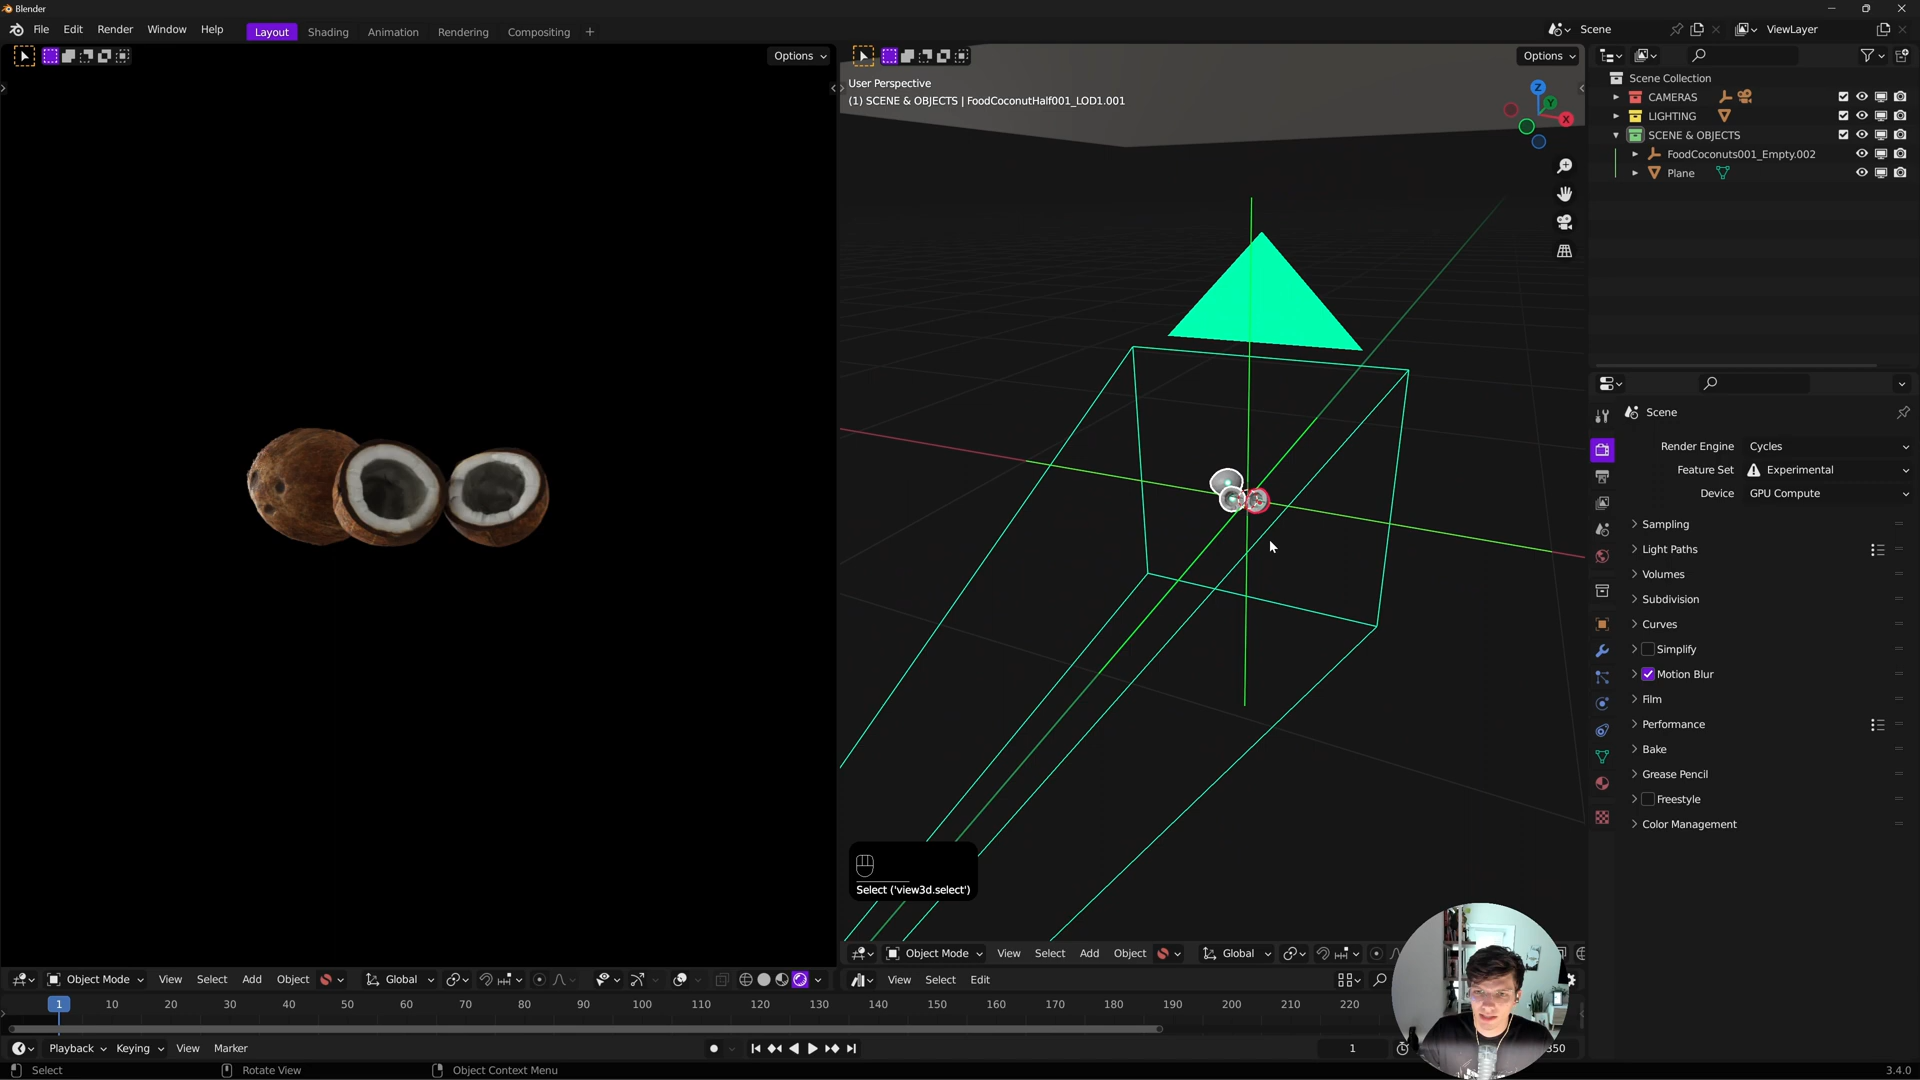 Blender
File Edit Render Window Help Layout Shading Animation Rendering Compositing + Scene ViewLayer
Options
Options
User Perspective
(1) SCENE & OBJECTS | FoodCoconutHalf001_LOD1.001
Z
Y
X
Scene Collection
CAMERAS
LIGHTING
SCENE & OBJECTS
FoodCoconuts001_Empty.002
Plane
Scene
Render Engine Cycles
Feature Set Experimental
Device GPU Compute
Sampling
Light Paths
Volumes
Subdivision
Curves
Simplify
Motion Blur
Film
Performance
Bake
Grease Pencil
Freestyle
Color Management
Select ('view3d.select')
Object Mode View Select Add Object Global
Object Mode View Select Add Object Global
View Select Edit
1 10 20 30 40 50 60 70 80 90 100 110 120 130 140 150 160 170 180 190 200 210 220
Playback Keying View Marker 1 350
Select Rotate View Object Context Menu 3.4.0